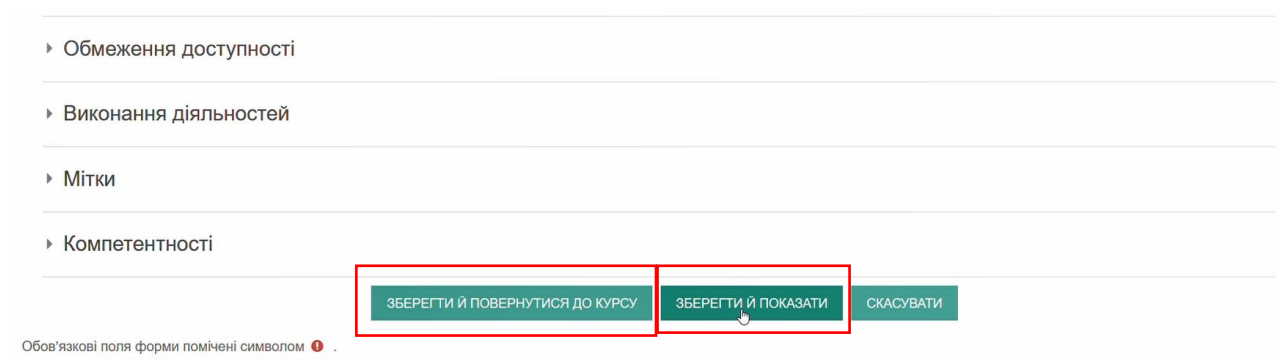 Обмеження доступності
Виконання діяльностей
Мітки
Компетентності
ЗБЕРЕГТИ Й ПОВЕРНУТИСЯ ДО КУРСУ ЗБЕРЕГТИ Й ПОКАЗАТИ СКАСУВАТИ
Обов'язкові поля форми помічені символом .